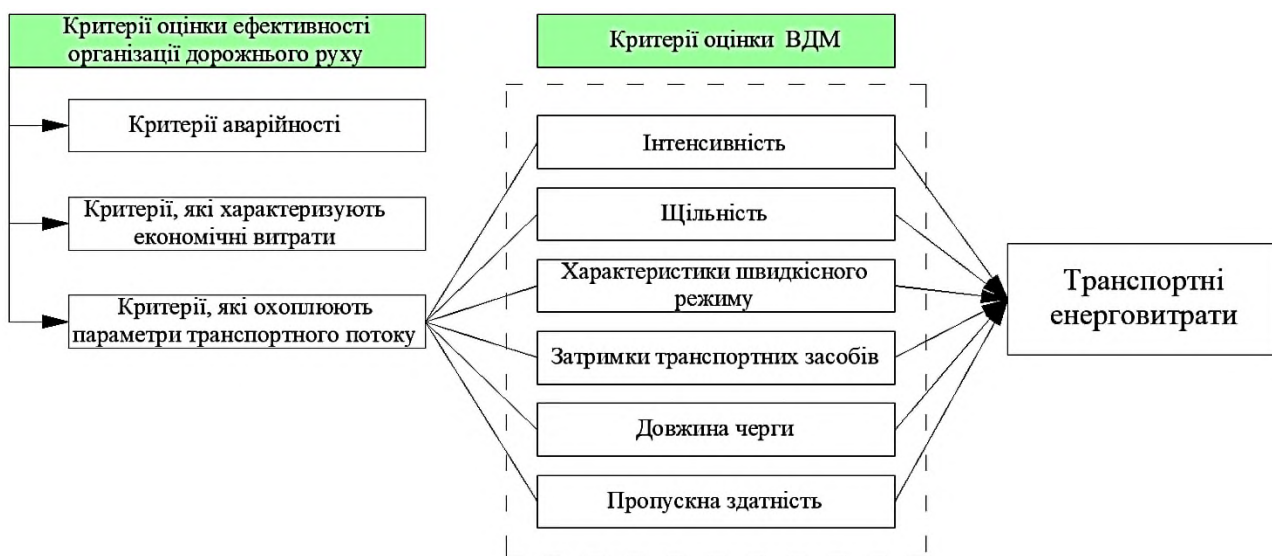 Критерії оцінки ефективності
організації дорожнього руху
Критерії аварійності
Критерії, які характеризують
економічні витрати
Критерії, які охоплюють
параметри транспортного потоку
Критерії оцінки ВДМ
Інтенсивність
Щільність
Характеристики швидкісного
режиму
Затримки транспортних засобів
Довжина черги
Пропускна здатність
Транспортні
енерговитрати